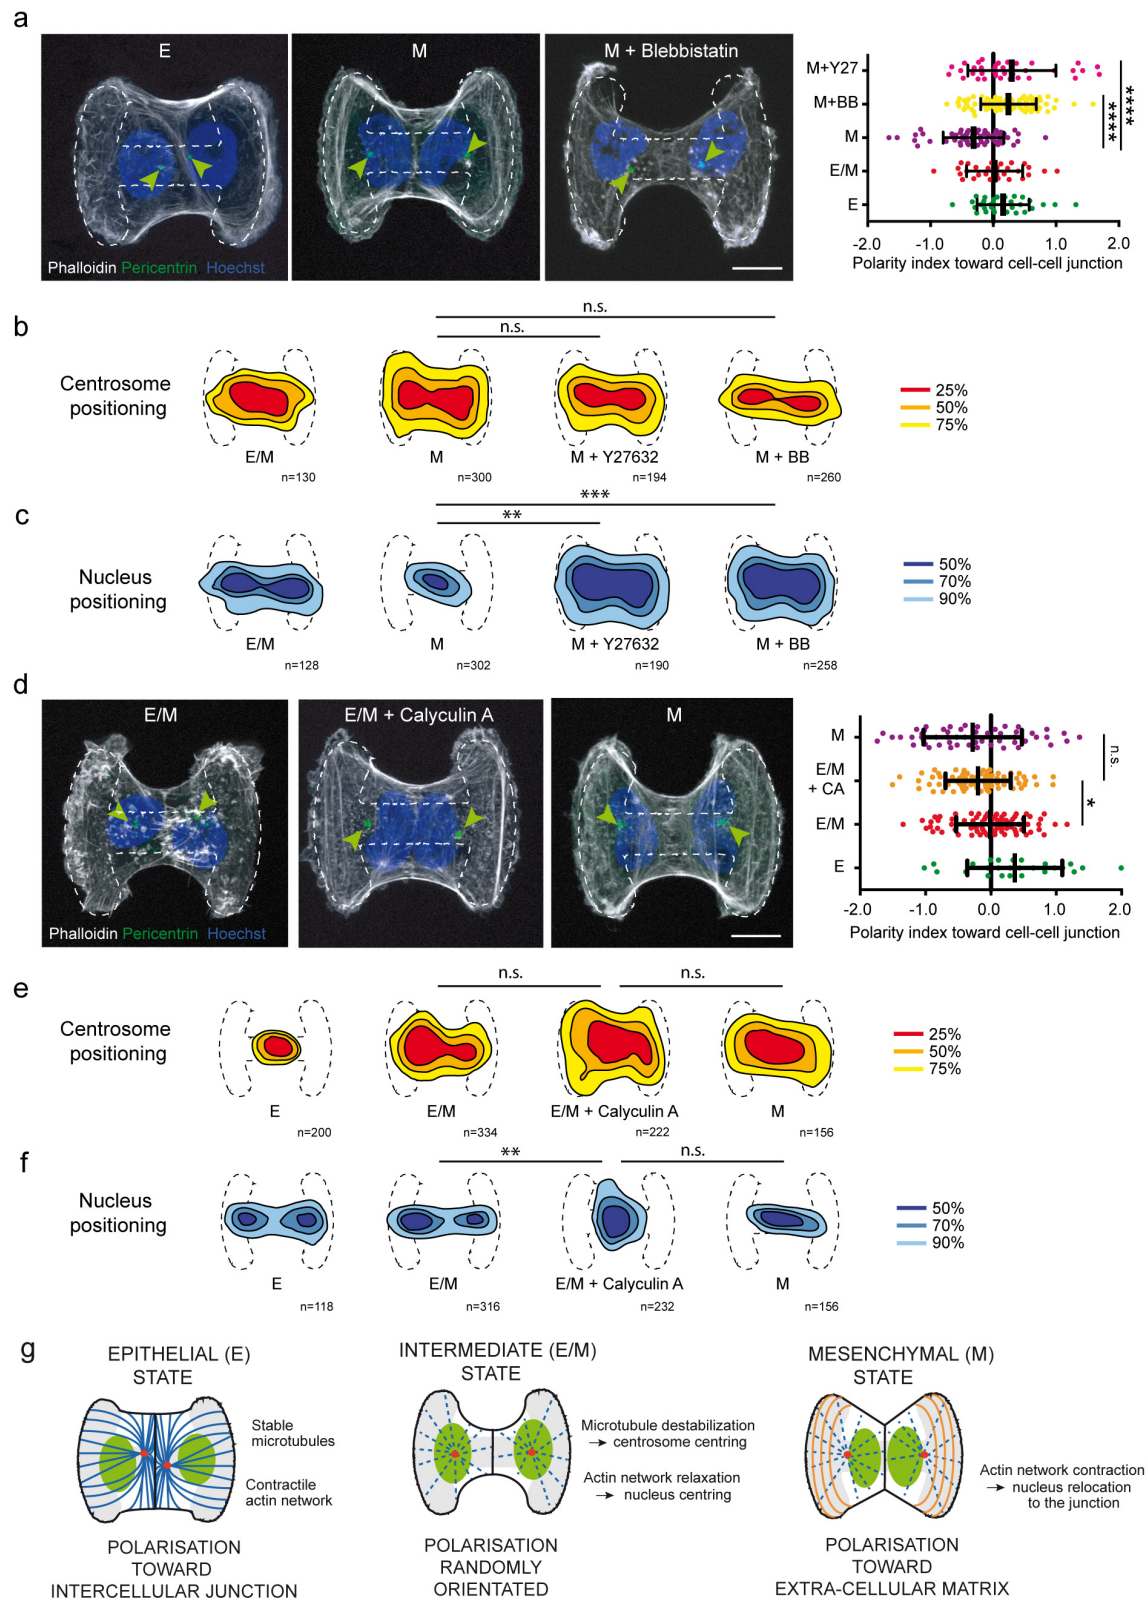 a
E
M
M + Blebbistatin
Phalloidin Pericentrin Hoechst
M+Y27
M+BB
M
E/M
E
****
****
-2.0 -1.0 0.0 1.0 2.0
Polarity index toward cell-cell junction
b
n.s.
n.s.
Centrosome
positioning
25%
50%
75%
E/M
M
M + Y27632
M + BB
n=130
n=300
n=194
n=260
c
***
**
Nucleus
positioning
50%
70%
90%
E/M
M
M + Y27632
M + BB
n=128
n=302
n=190
n=258
d
E/M
E/M + Calyculin A
M
Phalloidin Pericentrin Hoechst
M
E/M
+ CA
E/M
E
n.s.
*
-2.0 -1.0 0.0 1.0 2.0
Polarity index toward cell-cell junction
e
n.s.
n.s.
Centrosome
positioning
25%
50%
75%
E
E/M
E/M + Calyculin A
M
n=200
n=334
n=222
n=156
f
**
n.s.
Nucleus
positioning
50%
70%
90%
E
E/M
E/M + Calyculin A
M
n=118
n=316
n=232
n=156
g
EPITHELIAL (E)
STATE
Stable
microtubules
Contractile
actin network
POLARISATION
TOWARD
INTERCELLULAR JUNCTION
INTERMEDIATE (E/M)
STATE
Microtubule destabilization
→ centrosome centring
Actin network relaxation
→ nucleus centring
POLARISATION
RANDOMLY
ORIENTATED
MESENCHYMAL (M)
STATE
Actin network contraction
→ nucleus relocation
to the junction
POLARISATION
TOWARD
EXTRA-CELLULAR MATRIX